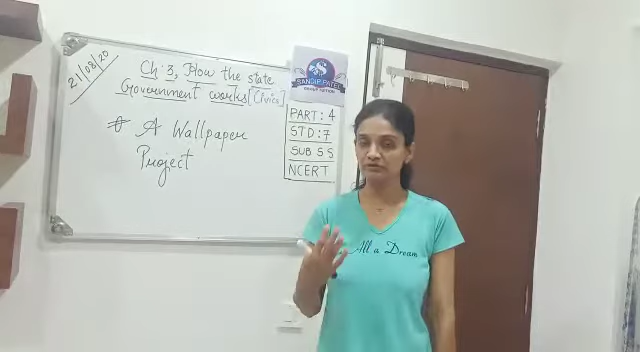 21/08/20
Ch:3, How the state
Government works [Civics]
A Wallpaper
Project
SANDIP PATEL
PART: 4
STD: 7
SUB SS
NCERT
All a Dream